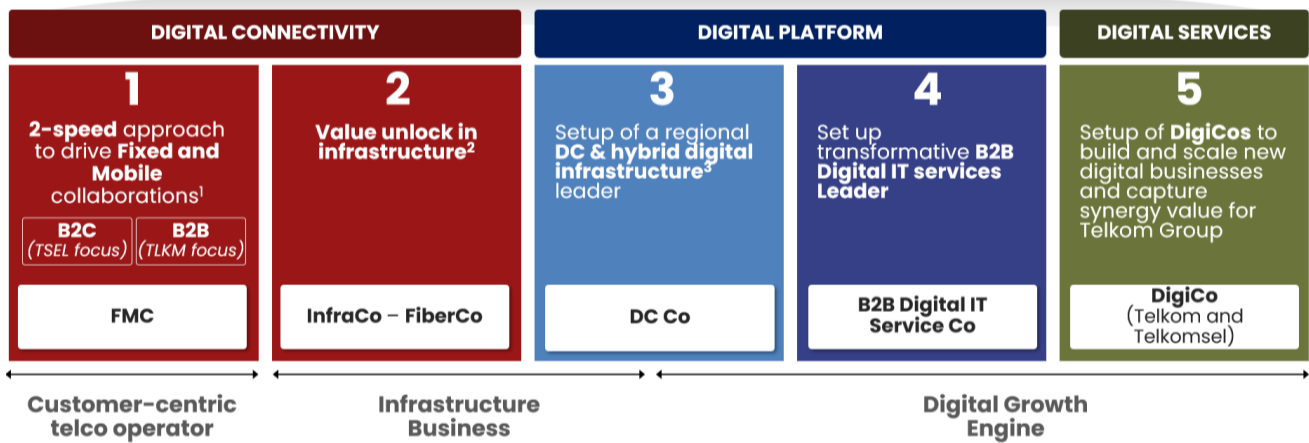 DIGITAL CONNECTIVITY
DIGITAL PLATFORM
DIGITAL SERVICES
1
2-speed approach
to drive Fixed and
Mobile
collaborations¹
B2C
(TSEL focus)
B2B
(TLKM focus)
FMC
2
Value unlock in
infrastructure²
InfraCo – FiberCo
3
Setup of a regional
DC & hybrid digital
infrastructure³
leader
DC Co
4
Set up
transformative B2B
Digital IT services
Leader
B2B Digital IT
Service Co
5
Setup of DigiCos to
build and scale new
digital businesses
and capture
synergy value for
Telkom Group
DigiCo
(Telkom and
Telkomsel)
Customer-centric
telco operator
Infrastructure
Business
Digital Growth
Engine